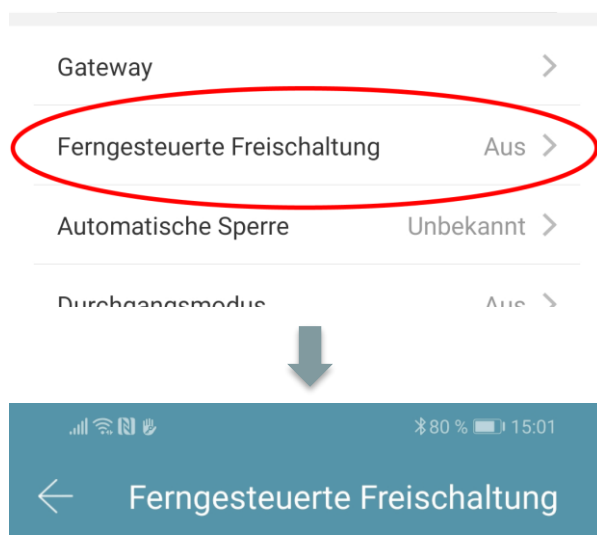 Gateway
Ferngesteuerte Freischaltung Aus
Automatische Sperre Unbekannt
Durchgangsmodus Aus
80 % 15:01
Ferngesteuerte Freischaltung